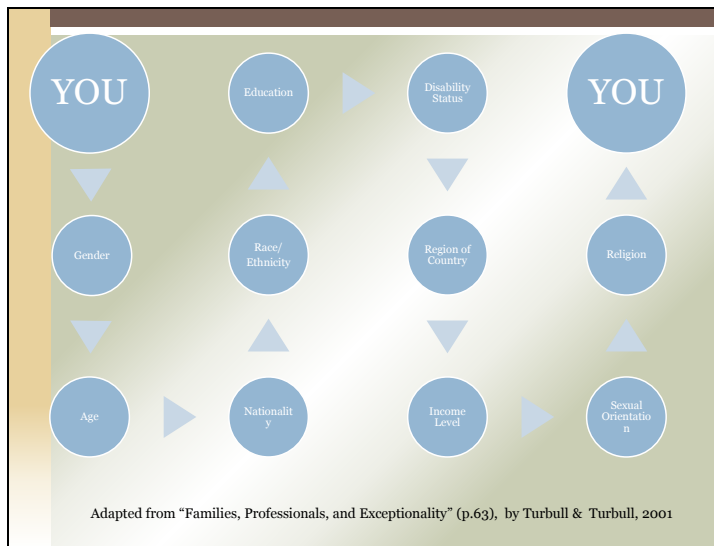 YOU
Gender
Age
Nationalit
y
Race/
Ethnicity
Education
Disability
Status
Region of
Country
Income
Level
Sexual
Orientatio
n
Religion
YOU
Adapted from “Families, Professionals, and Exceptionality” (p.63),  by Turbull &  Turbull, 2001